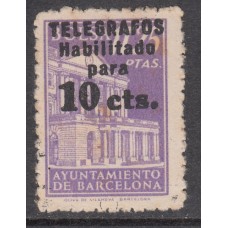 TELEGRAFOS
Habilitado
para
10 cts.
PTAS.
AYUNTAMIENTO
DE BARCELONA